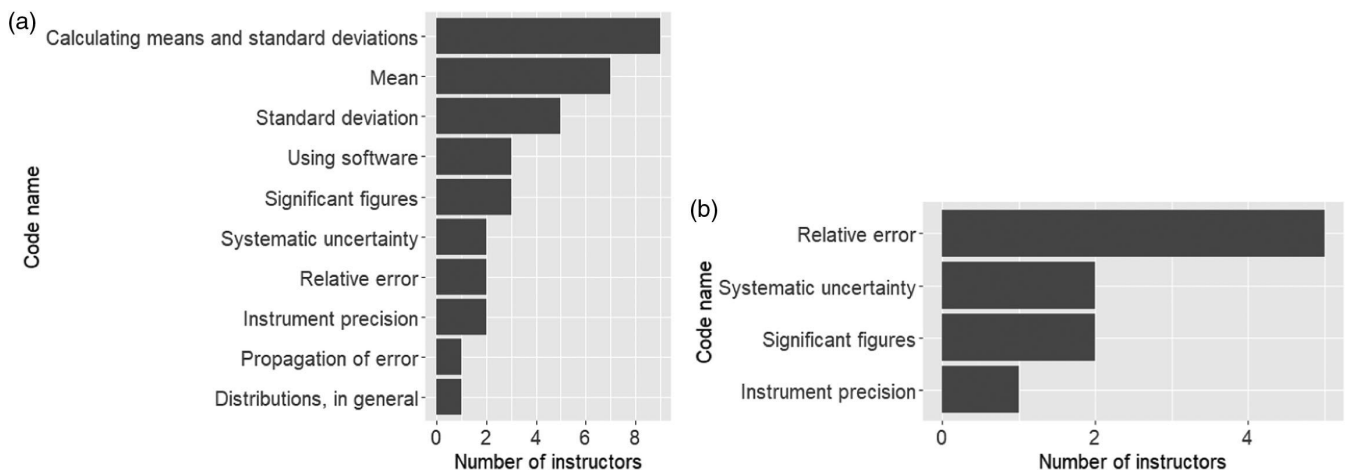 (a)
Code name
Calculating means and standard deviations
Mean
Standard deviation
Using software
Significant figures
Systematic uncertainty
Relative error
Instrument precision
Propagation of error
Distributions, in general
0 2 4 6 8
Number of instructors
(b)
Code name
Relative error
Systematic uncertainty
Significant figures
Instrument precision
0 2 4
Number of instructors